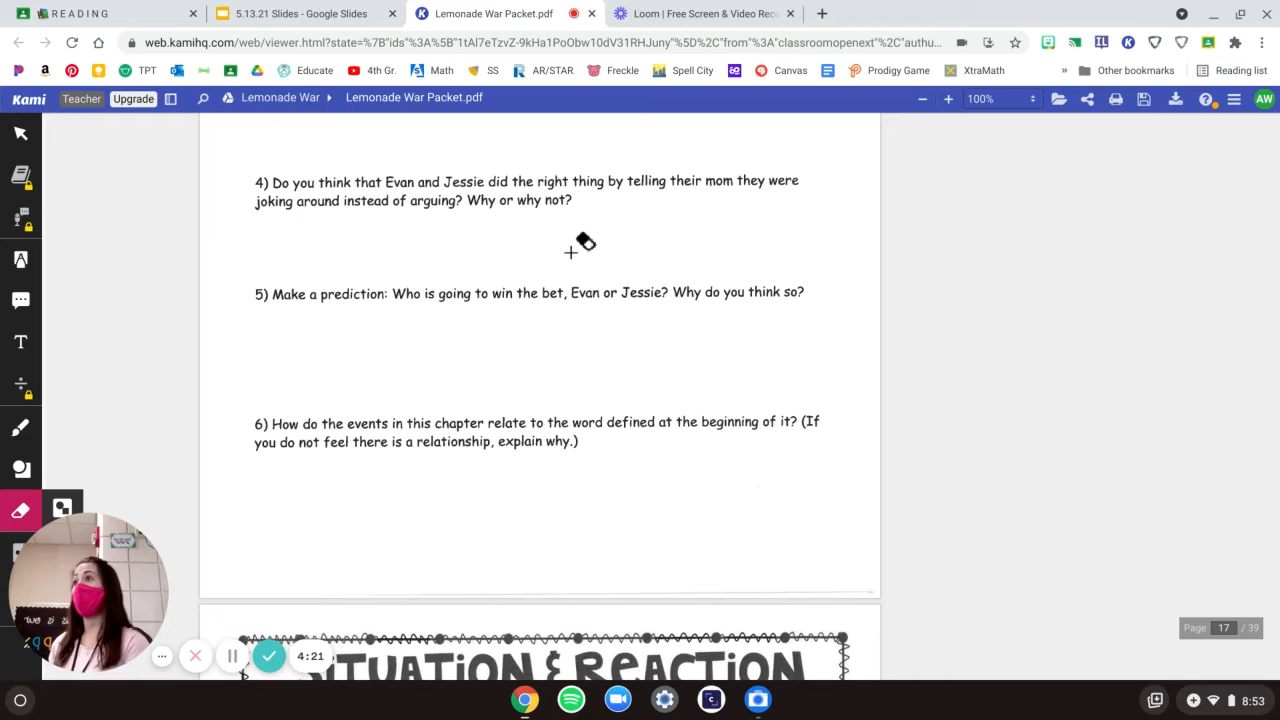 READING
5.13.21 Slides - Google Slides
Lemonade War Packet.pdf
Loom | Free Screen & Video Rec
web.kamihq.com/web/viewer.html?state=%7B"ids"%3A%5B"1tAl7eTzvZ-9kHa1PoObw10dV31RHJuny"%5D%2C"from"%3A"classroomopennext"%2C"authu...
TPT
Educate
4th Gr.
Math
SS
AR/STAR
Freckle
Spell City
Canvas
Prodigy Game
XtraMath
»
Other bookmarks
Reading list
Kami
Teacher
Upgrade
Lemonade War
Lemonade War Packet.pdf
100%
AW
4) Do you think that Evan and Jessie did the right thing by telling their mom they were
joking around instead of arguing? Why or why not?
5) Make a prediction: Who is going to win the bet, Evan or Jessie? Why do you think so?
6) How do the events in this chapter relate to the word defined at the beginning of it? (If
you do not feel there is a relationship, explain why.)
Page 17 / 39
4:21
SITUATION & REACTION
8:53